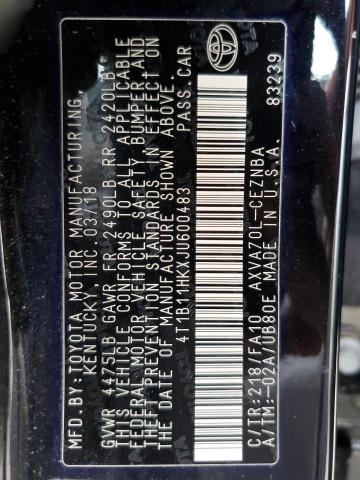 MFD. BY: TOYOTA MOTOR MANUFACTURING,
KENTUCKY, INC. 03/18
GVWR 4475LB GAWR FR 2490LB RR 2420LB
THIS VEHICLE CONFORMS TO ALL APPLICABLE
FEDERAL MOTOR VEHICLE SAFETY, BUMPER AND
THEFT PREVENTION STANDARDS IN EFFECT ON
THE DATE OF MANUFACTURE SHOWN ABOVE.
4T1B11HKXJU600483 PASS. CAR
C/TR:218/FA10 AXVA70L-CEZNBA
A/TM:-02A/UB80E MADE IN U.S.A.
83239